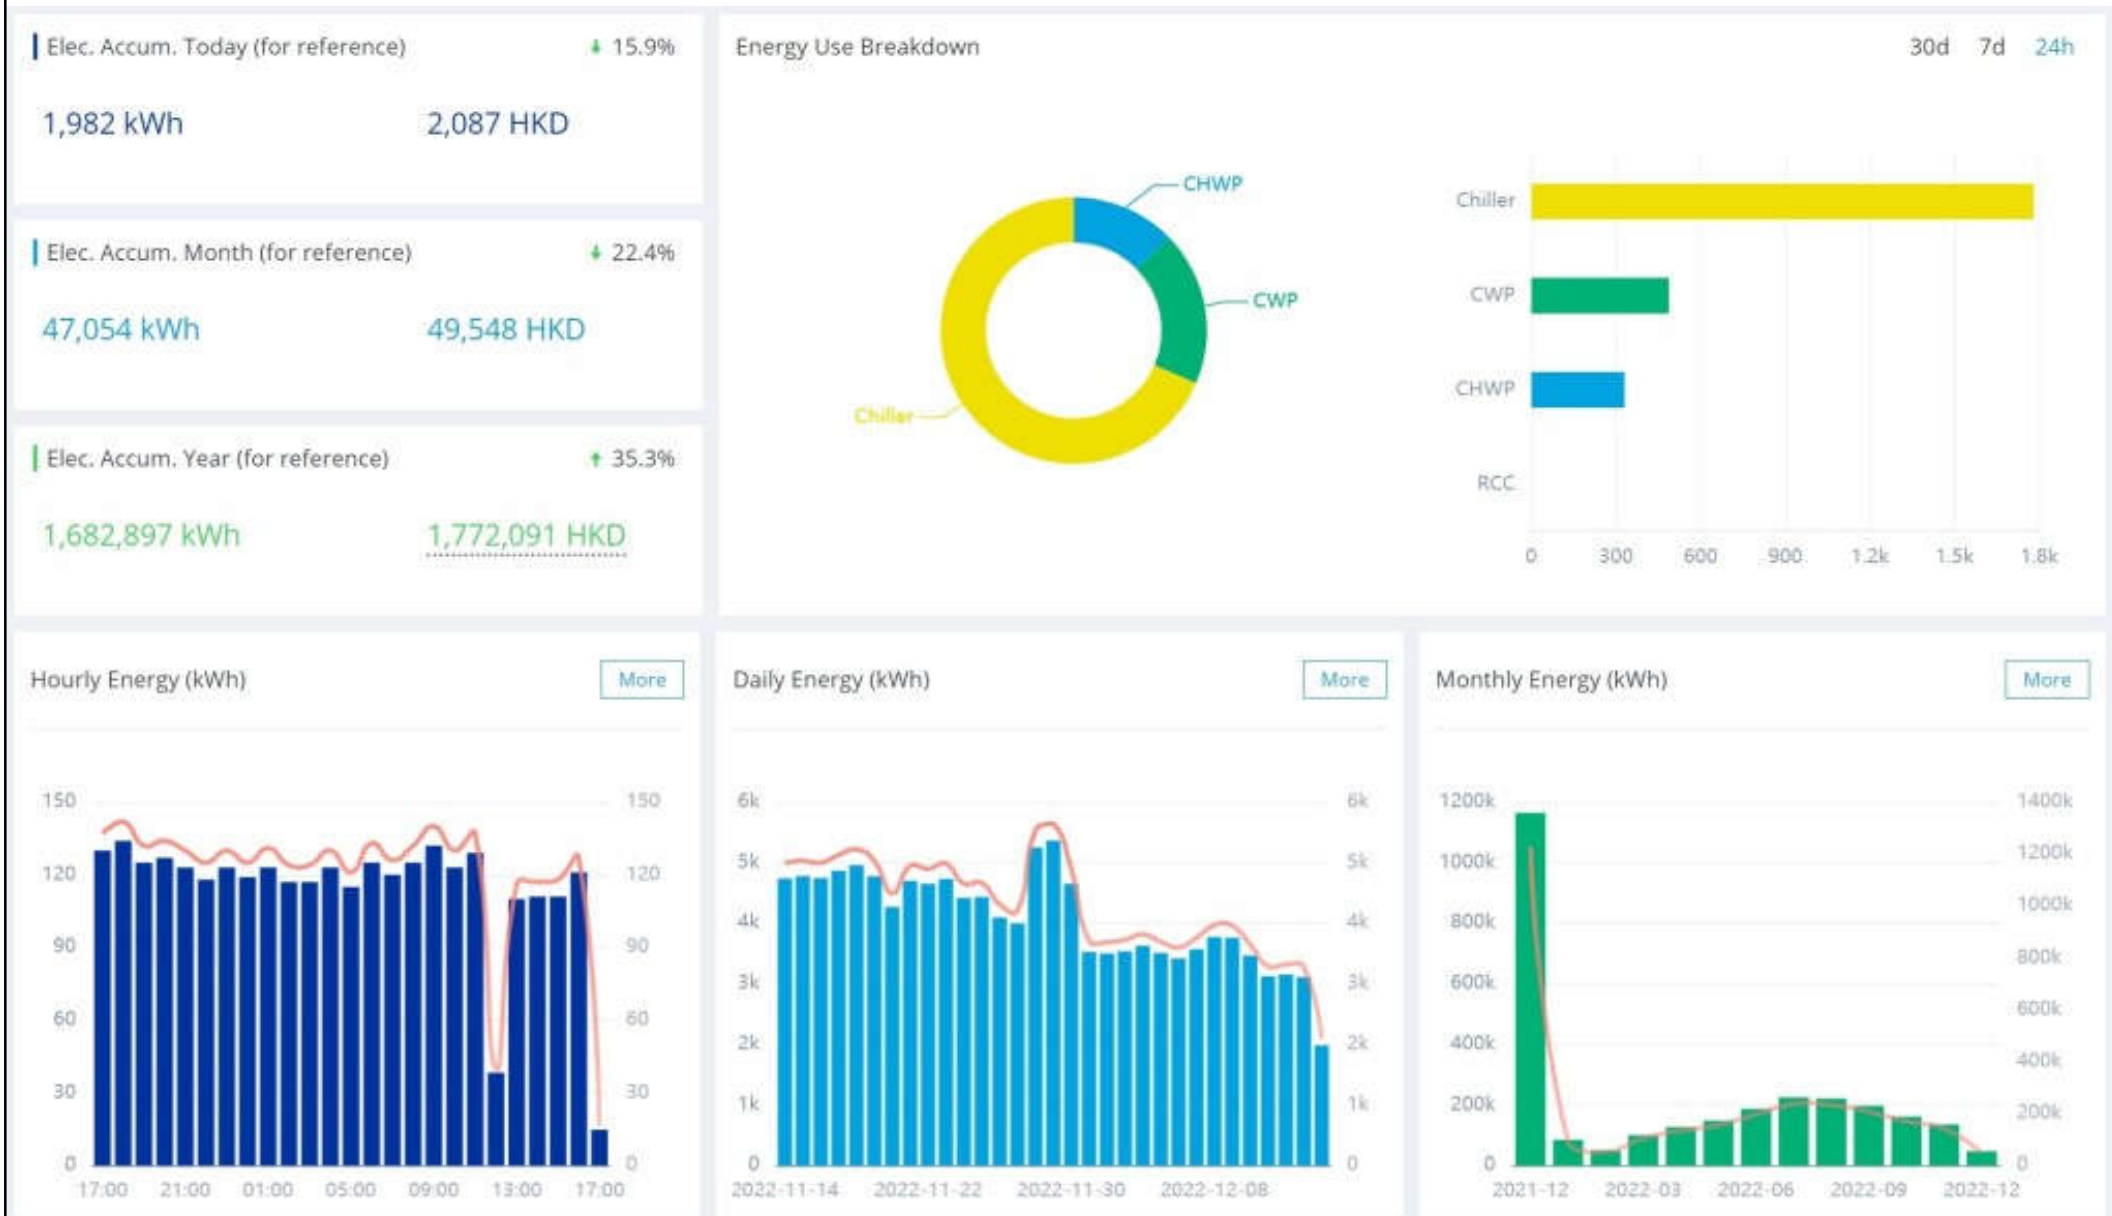 Elec. Accum. Today (for reference) 15.9%
1,982 kWh 2,087 HKD
Elec. Accum. Month (for reference) 22.4%
47,054 kWh 49,548 HKD
Elec. Accum. Year (for reference) 35.3%
1,682,897 kWh 1,772,091 HKD
Energy Use Breakdown 30d 7d 24h
CHWP
CWP
Chiller
Chiller
CWP
CHWP
RCC
0 300 600 900 1.2k 1.5k 1.8k
Hourly Energy (kWh) More
150 150
120 120
90 90
60 60
30 30
0 0
17:00 21:00 01:00 05:00 09:00 13:00 17:00
Daily Energy (kWh) More
6k 6k
5k 5k
4k 4k
3k 3k
2k 2k
1k 1k
0 0
2022-11-14 2022-11-22 2022-11-30 2022-12-08
Monthly Energy (kWh) More
1200k 1400k
1000k 1200k
800k 1000k
600k 800k
400k 600k
200k 400k
0 200k
0
2021-12 2022-03 2022-06 2022-09 2022-12